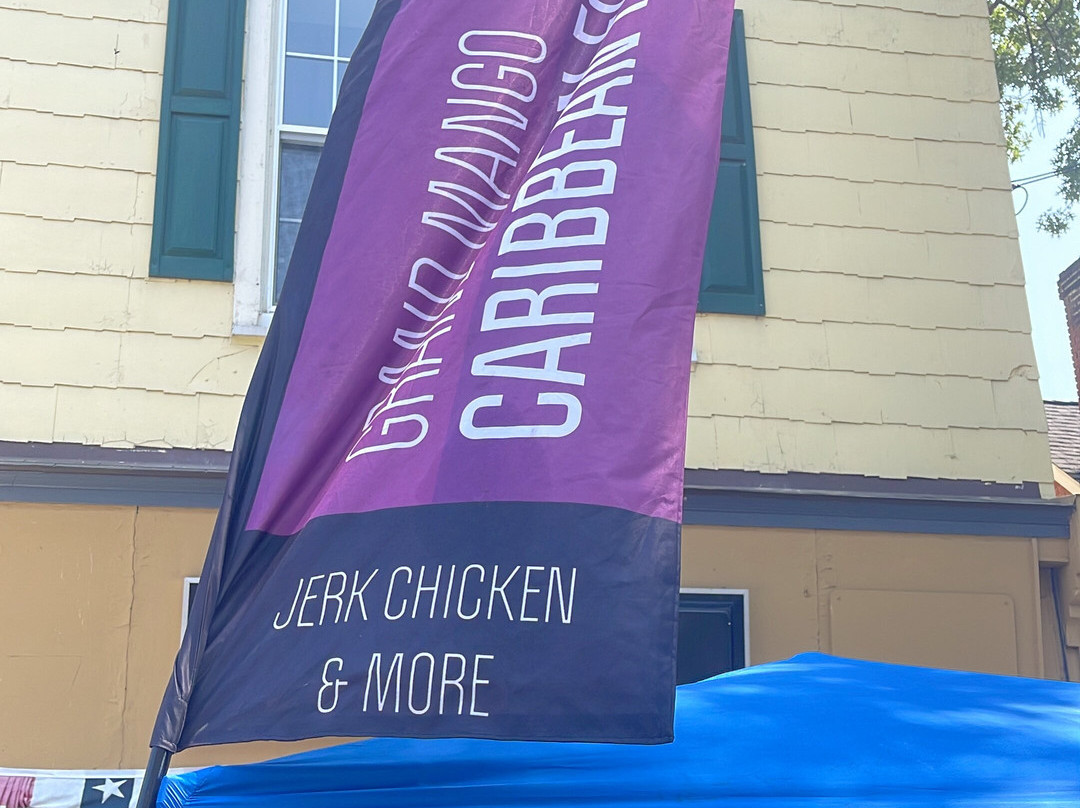 GRAND MANGO
CARIBBEAN
JERK CHICKEN
& MORE